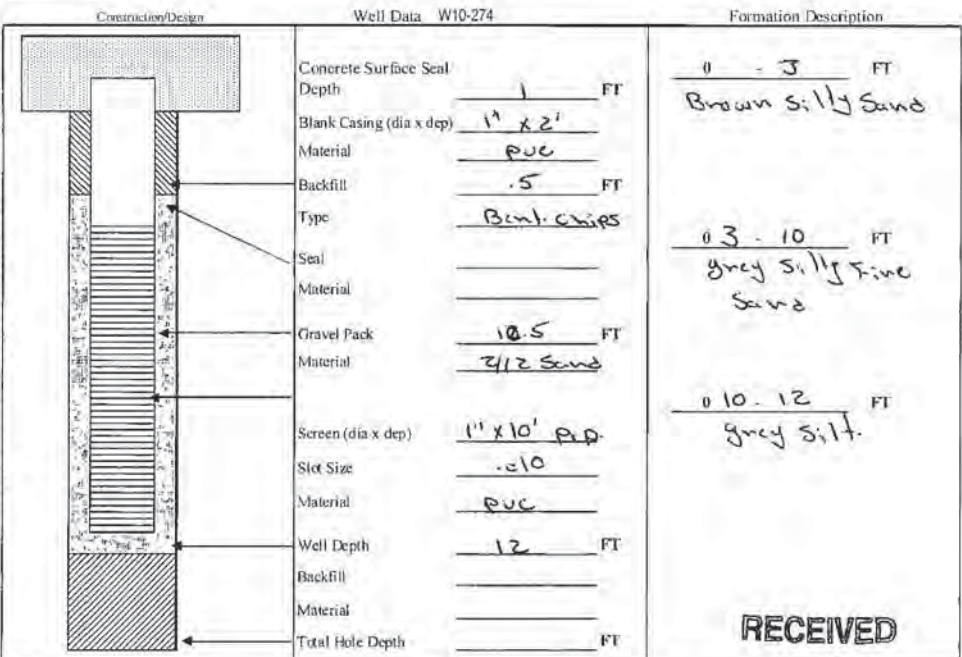 Construction/Design
Well Data W10-274
Formation Description
Concrete Surface Seal
Depth 1 FT
Blank Casing (dia x dep) 1" x 2'
Material PVC
Backfill .5 FT
Type Bent. Chips
Seal
Material
Gravel Pack 10.5 FT
Material 2/12 Sand
Screen (dia x dep) 1" x 10' P.P.
Slot Size .010
Material PVC
Well Depth 12 FT
Backfill
Material
Total Hole Depth FT
0 - 3 FT
Brown Silty Sand
0 3 - 10 FT
grey Silty Fine
Sand
0 10 - 12 FT
grey Silt.
RECEIVED